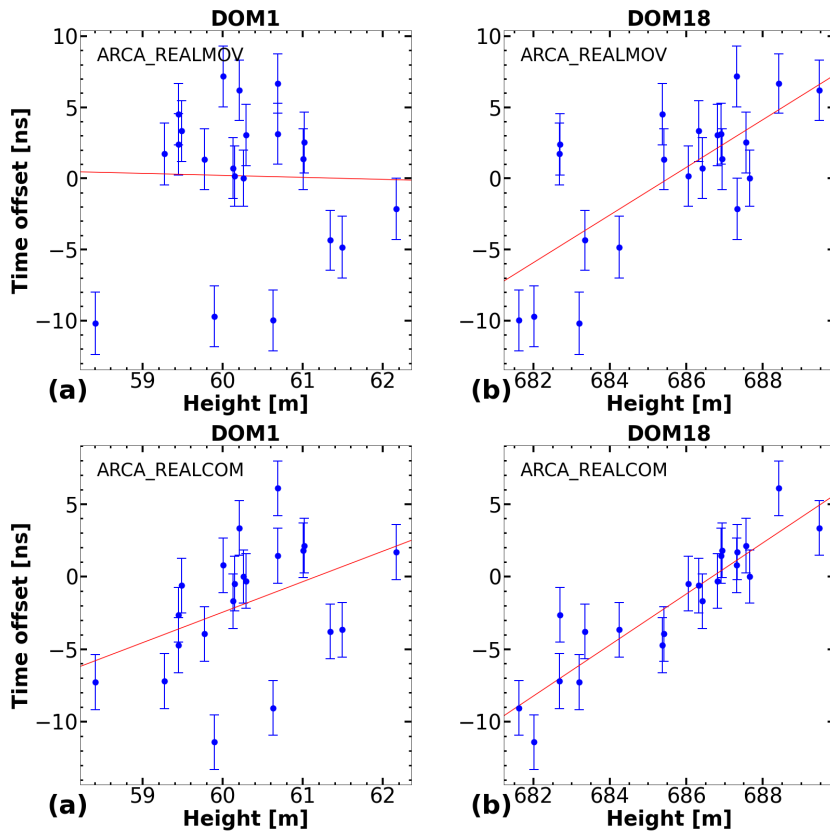 DOM1
DOM18
ARCA_REALMOV
ARCA_REALMOV
Time offset [ns]
10
5
0
−5
−10
59
60
61
62
682
684
686
688
(a)
Height [m]
(b)
Height [m]
DOM1
DOM18
ARCA_REALCOM
ARCA_REALCOM
Time offset [ns]
5
0
−5
−10
59
60
61
62
682
684
686
688
(a)
Height [m]
(b)
Height [m]